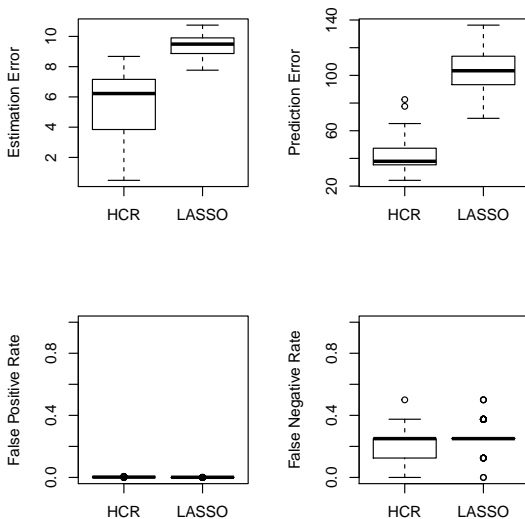 Estimation Error
10
8
6
4
2
HCR LASSO
Prediction Error
140
100
60
20
HCR LASSO
False Positive Rate
0.8
0.4
0.0
HCR LASSO
False Negative Rate
0.8
0.4
0.0
HCR LASSO